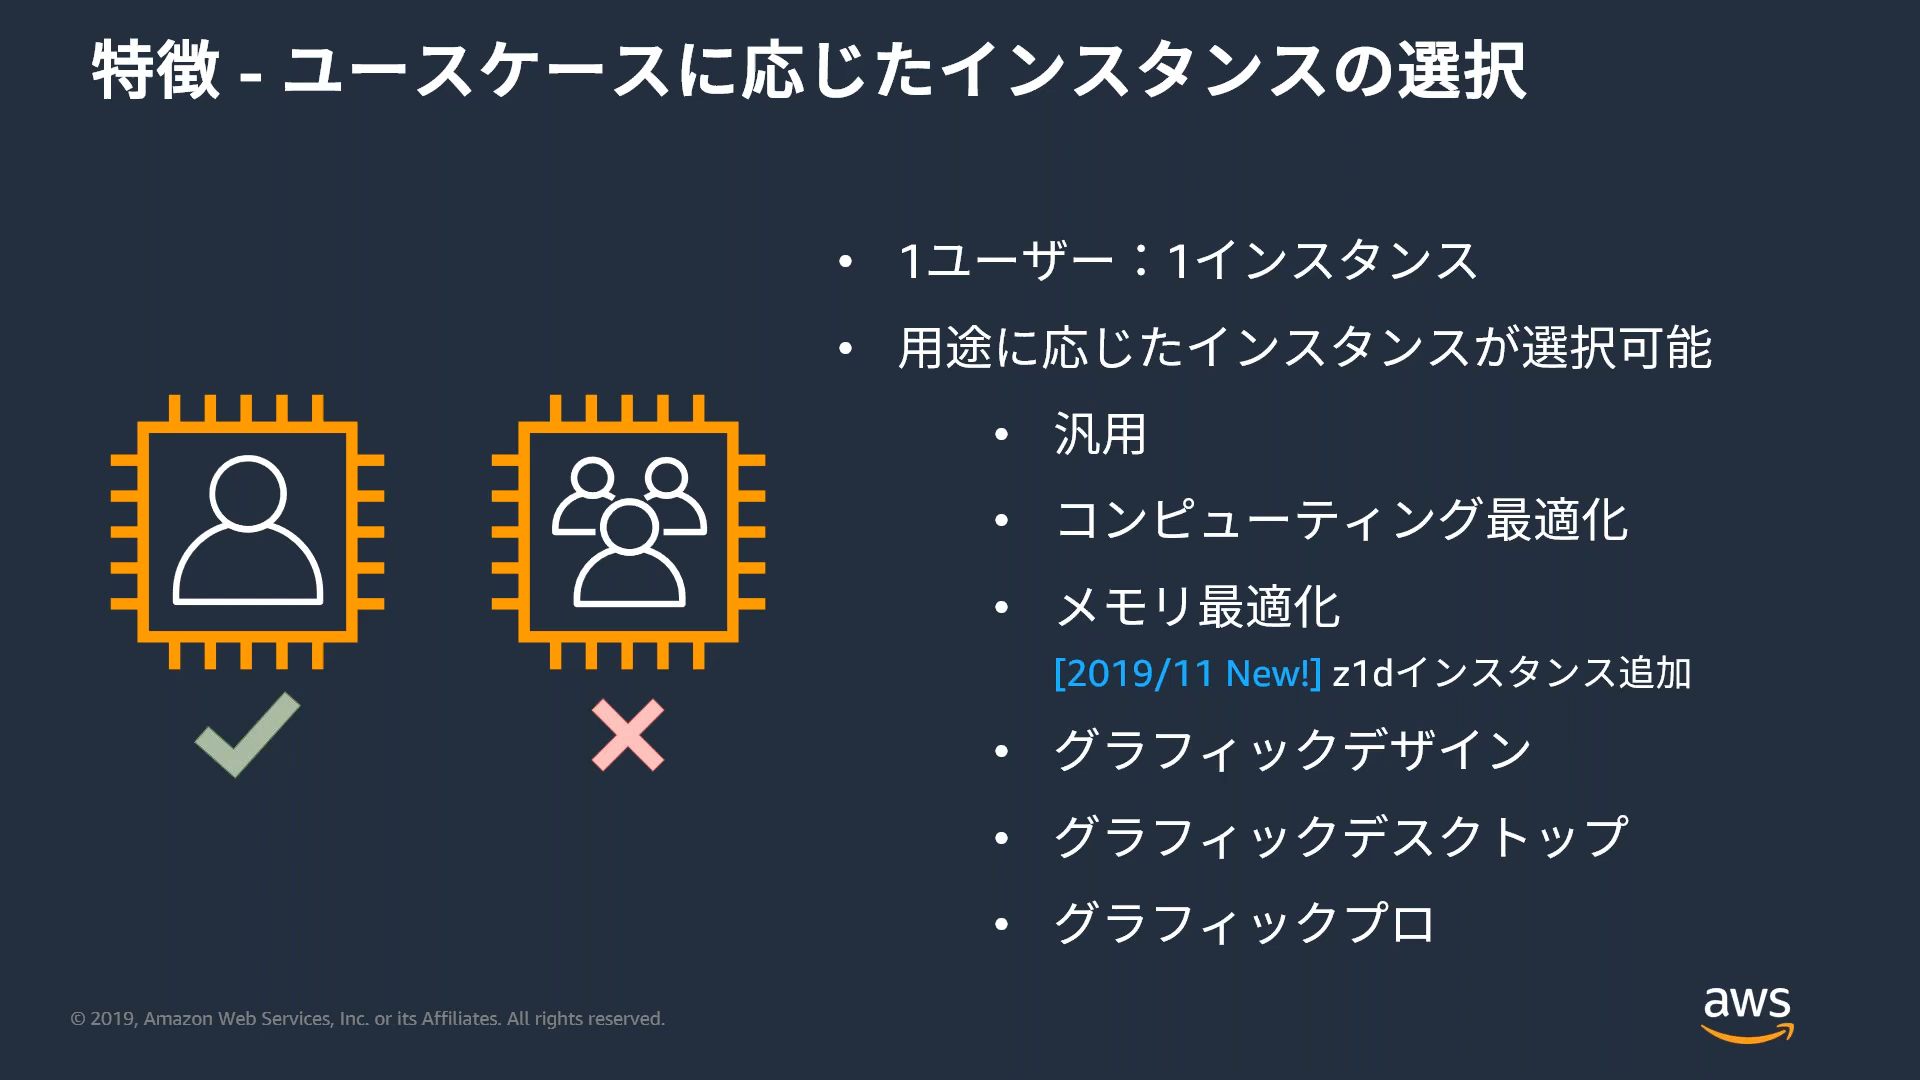 特徴 - ユースケースに応じたインスタンスの選択
• 1ユーザー：1インスタンス
• 用途に応じたインスタンスが選択可能
• 汎用
• コンピューティング最適化
• メモリ最適化
[2019/11 New!] z1dインスタンス追加
• グラフィックデザイン
• グラフィックデスクトップ
• グラフィックプロ
© 2019, Amazon Web Services, Inc. or its Affiliates. All rights reserved.
aws